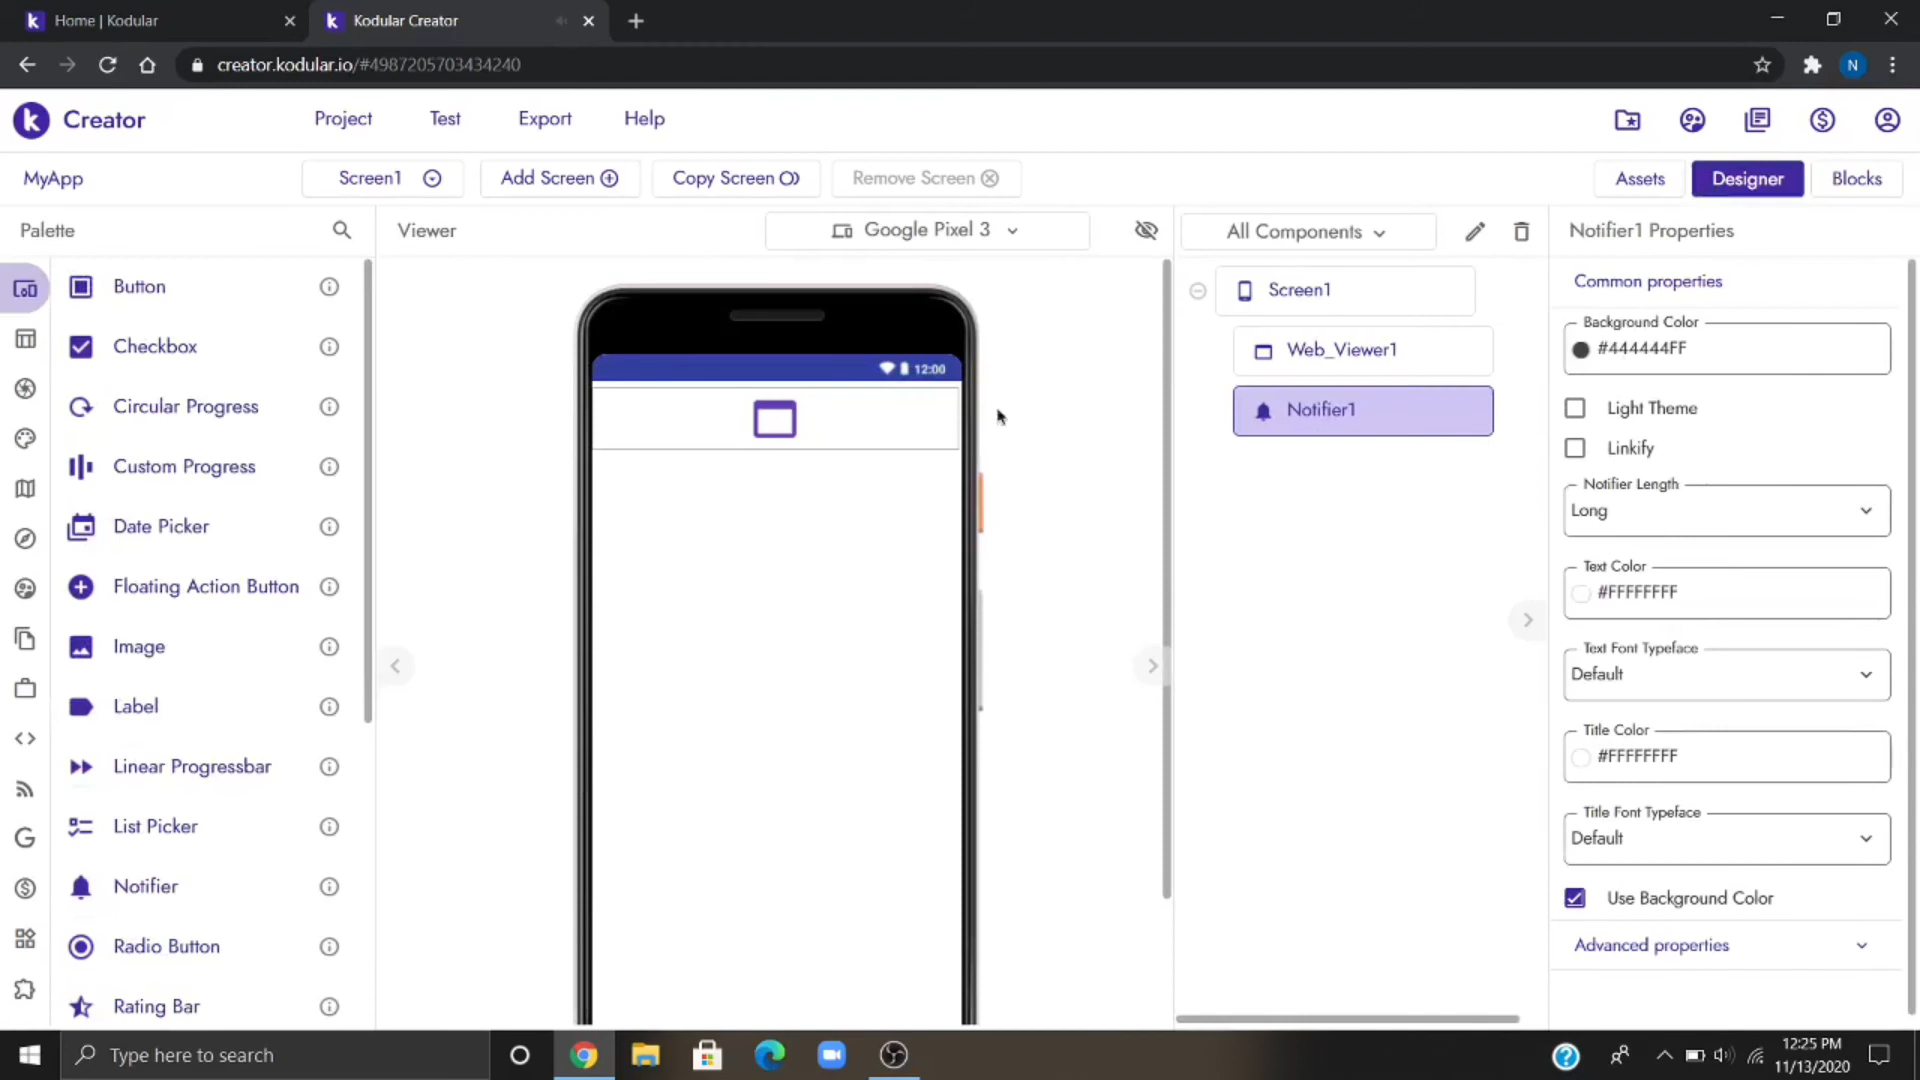 Home | Kodular
Kodular Creator
creator.kodular.io/#4987205703434240
N
k Creator
Project
Test
Export
Help
MyApp
Screen1
Add Screen
Copy Screen
Remove Screen
Assets
Designer
Blocks
Palette
Viewer
Google Pixel 3
All Components
Notifier1 Properties
Button
Checkbox
Circular Progress
Custom Progress
Date Picker
Floating Action Button
Image
Label
Linear Progressbar
List Picker
Notifier
Radio Button
Rating Bar
12:00
Screen1
Web_Viewer1
Notifier1
Common properties
Background Color
#444444FF
Light Theme
Linkify
Notifier Length
Long
Text Color
#FFFFFFFF
Text Font Typeface
Default
Title Color
#FFFFFFFF
Title Font Typeface
Default
Use Background Color
Advanced properties
Type here to search
12:25 PM
11/13/2020